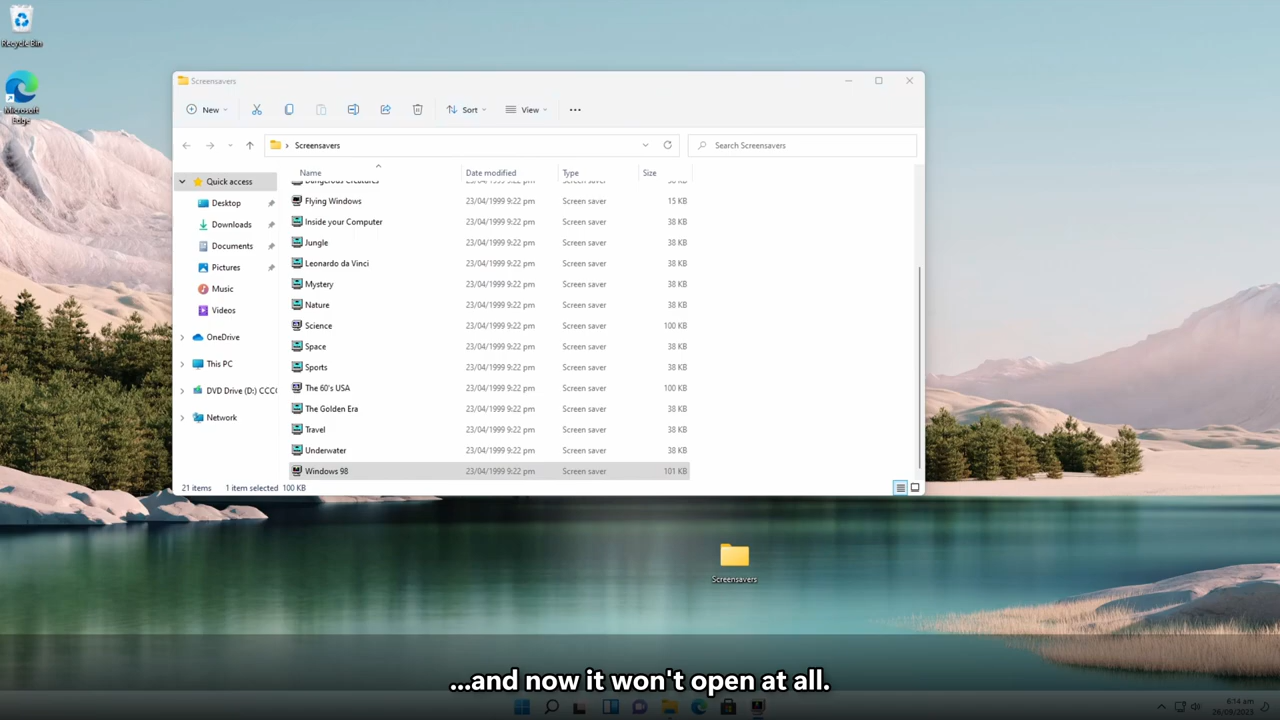 Recycle Bin
Microsoft
Edge
Screensavers
New
Sort
View
Screensavers
Search Screensavers
Name Date modified Type Size
Quick access
Desktop
Downloads
Documents
Pictures
Music
Videos
OneDrive
This PC
DVD Drive (D:) CCC
Network
Dangerous Creatures
Flying Windows 23/04/1999 9:22 pm Screen saver 15 KB
Inside your Computer 23/04/1999 9:22 pm Screen saver 38 KB
Jungle 23/04/1999 9:22 pm Screen saver 38 KB
Leonardo da Vinci 23/04/1999 9:22 pm Screen saver 38 KB
Mystery 23/04/1999 9:22 pm Screen saver 38 KB
Nature 23/04/1999 9:22 pm Screen saver 38 KB
Science 23/04/1999 9:22 pm Screen saver 100 KB
Space 23/04/1999 9:22 pm Screen saver 38 KB
Sports 23/04/1999 9:22 pm Screen saver 38 KB
The 60's USA 23/04/1999 9:22 pm Screen saver 100 KB
The Golden Era 23/04/1999 9:22 pm Screen saver 38 KB
Travel 23/04/1999 9:22 pm Screen saver 38 KB
Underwater 23/04/1999 9:22 pm Screen saver 38 KB
Windows 98 23/04/1999 9:22 pm Screen saver 101 KB
21 items 1 item selected 100 KB
Screensavers
...and now it won't open at all.
6:14 am
26/09/2025